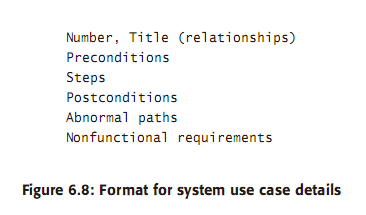 Number, Title (relationships)
Preconditions
Steps
Postconditions
Abnormal paths
Nonfunctional requirements
Figure 6.8: Format for system use case details